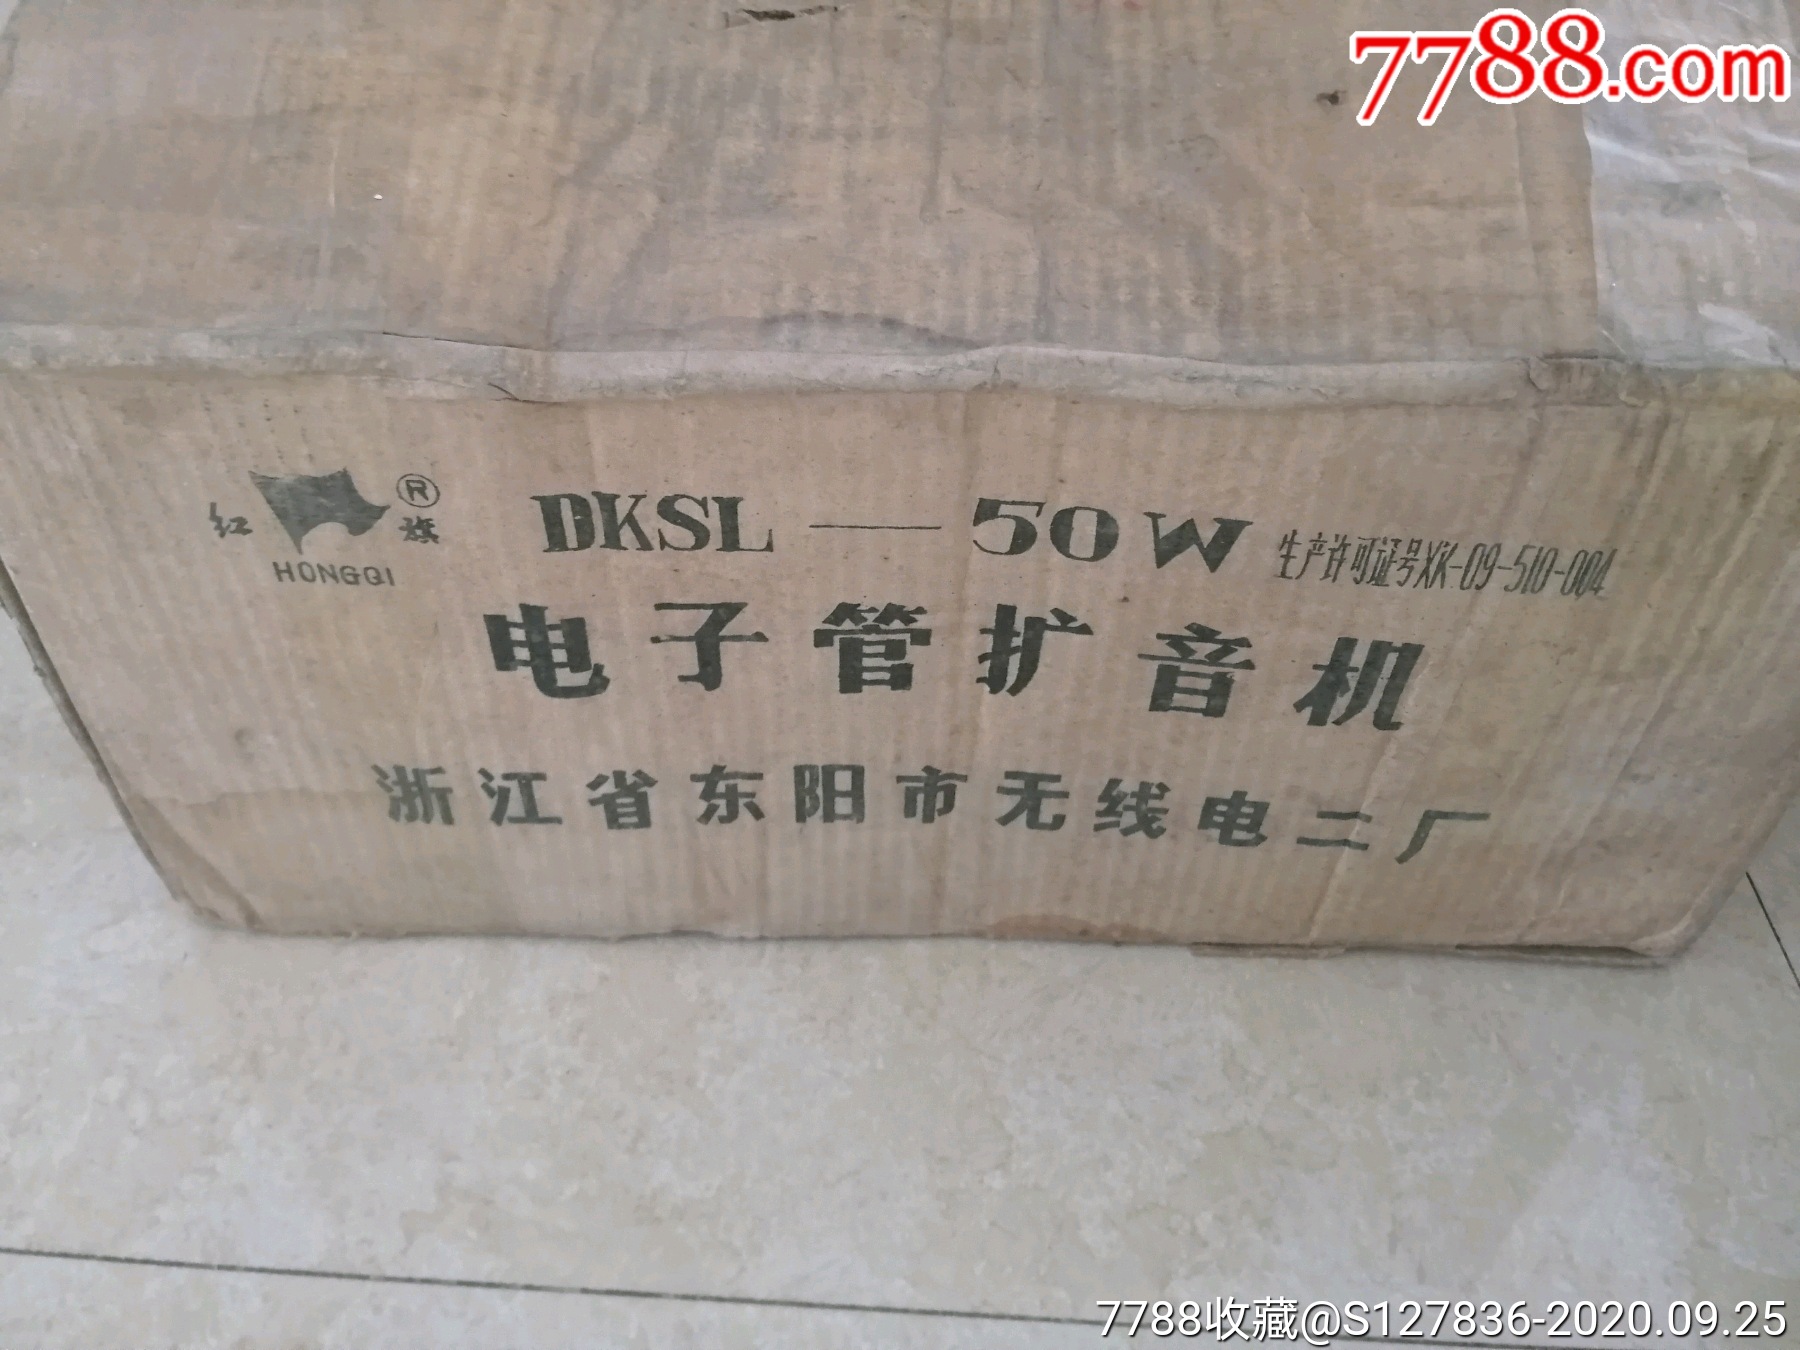 7788.com
红旗®
HONGQI
DKSL—50W 生产许可证号XK-09-510-004
电子管扩音机
浙江省东阳市无线电二厂
7788收藏@S127836-2020.09.25